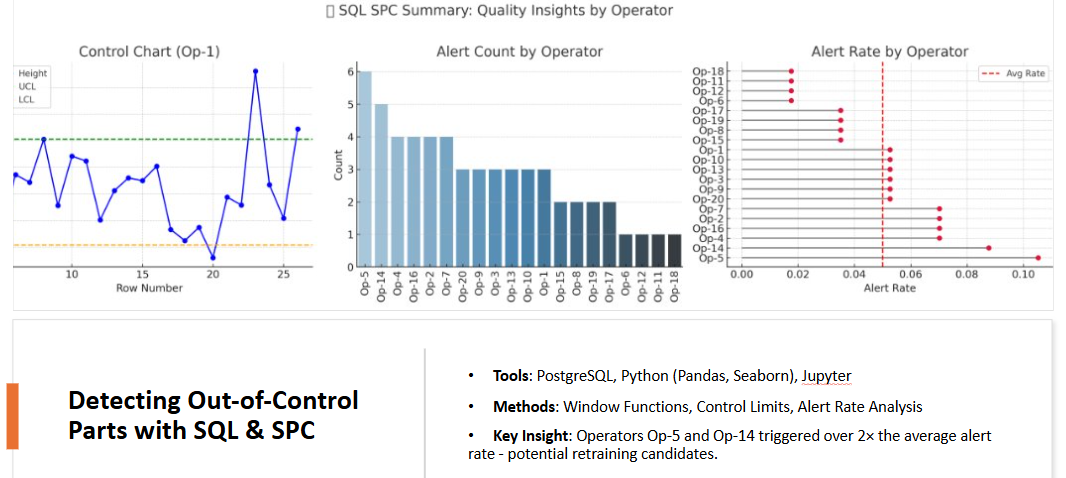 ▯ SQL SPC Summary: Quality Insights by Operator
Control Chart (Op-1)
Height
UCL
LCL
10
15
20
25
Row Number
Alert Count by Operator
Count
6
5
4
3
2
1
0
Op-5
Op-14
Op-4
Op-16
Op-2
Op-7
Op-20
Op-9
Op-3
Op-13
Op-10
Op-1
Op-15
Op-8
Op-19
Op-17
Op-6
Op-12
Op-11
Op-18
Alert Rate by Operator
Avg Rate
Op-18
Op-11
Op-12
Op-6
Op-17
Op-19
Op-8
Op-15
Op-1
Op-10
Op-13
Op-3
Op-9
Op-20
Op-7
Op-2
Op-16
Op-4
Op-14
Op-5
0.00
0.02
0.04
0.06
0.08
0.10
Alert Rate
Detecting Out-of-Control
Parts with SQL & SPC
• Tools: PostgreSQL, Python (Pandas, Seaborn), Jupyter
• Methods: Window Functions, Control Limits, Alert Rate Analysis
• Key Insight: Operators Op-5 and Op-14 triggered over 2× the average alert
rate - potential retraining candidates.